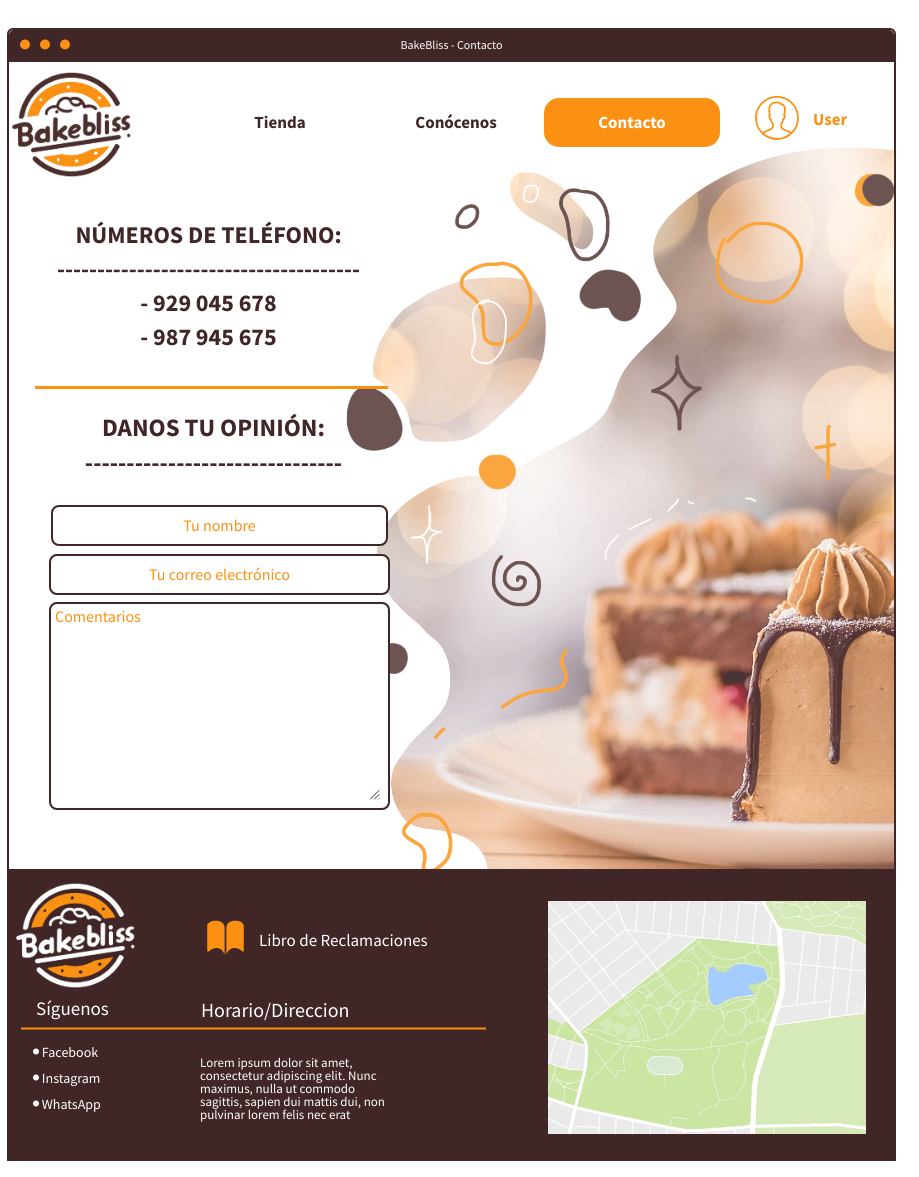 BakeBliss - Contacto
Bakebliss
Tienda
Conócenos
Contacto
User
NÚMEROS DE TELÉFONO:
--------------------------------------
- 929 045 678
- 987 945 675
DANOS TU OPINIÓN:
-------------------------------
Tu nombre
Tu correo electrónico
Comentarios
Bakebliss
Libro de Reclamaciones
Síguenos
Horario/Direccion
Facebook
Instagram
WhatsApp
Lorem ipsum dolor sit amet,
consectetur adipiscing elit. Nunc
maximus, nulla ut commodo
sagittis, sapien dui mattis dui, non
pulvinar lorem felis nec erat